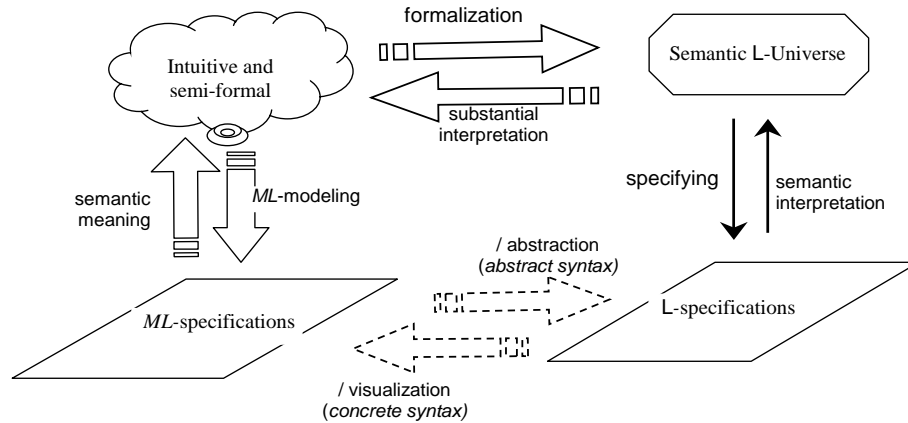 formalization
Intuitive and
semi-formal
Semantic L-Universe
substantial
interpretation
semantic
meaning
ML-modeling
specifying
semantic
interpretation
/ abstraction
(abstract syntax)
ML-specifications
L-specifications
/ visualization
(concrete syntax)